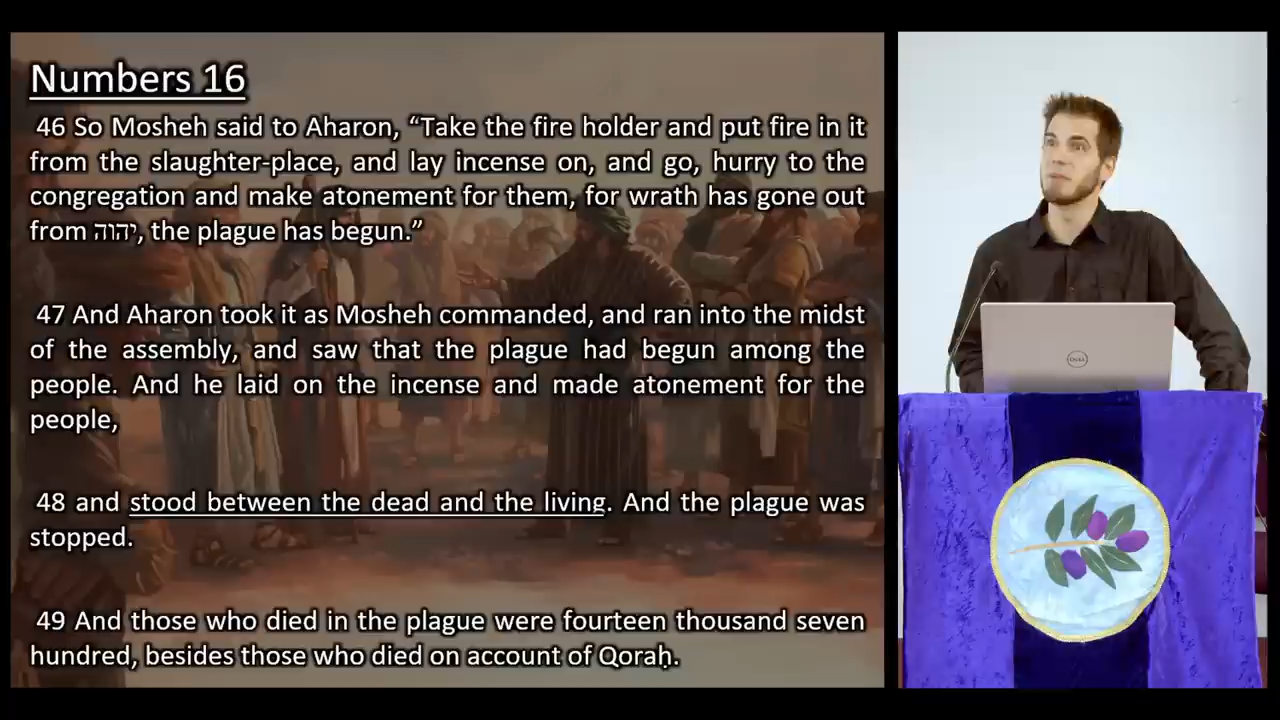 Numbers 16
46 So Mosheh said to Aharon, “Take the fire holder and put fire in it
from the slaughter-place, and lay incense on, and go, hurry to the
congregation and make atonement for them, for wrath has gone out
from יהוה, the plague has begun.”
47 And Aharon took it as Mosheh commanded, and ran into the midst
of the assembly, and saw that the plague had begun among the
people. And he laid on the incense and made atonement for the
people,
48 and stood between the dead and the living. And the plague was
stopped.
49 And those who died in the plague were fourteen thousand seven
hundred, besides those who died on account of Qoraḥ.
DELL